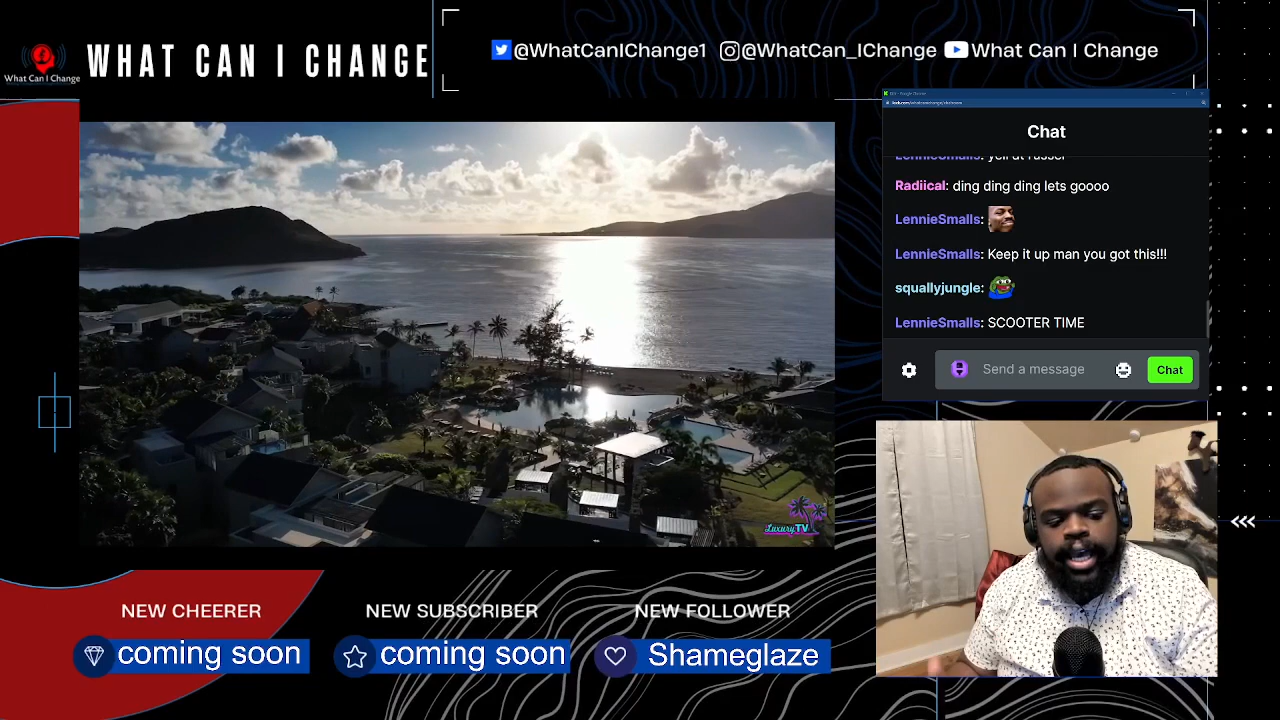 What Can I Change
WHAT CAN I CHANGE
@WhatCanIChange1 @WhatCan_IChange What Can I Change
Chat
Radiical: ding ding ding lets goooo
LennieSmalls:
LennieSmalls: Keep it up man you got this!!!
squallyjungle:
LennieSmalls: SCOOTER TIME
Send a message
Chat
LuxuryTV
NEW CHEERER
coming soon
NEW SUBSCRIBER
coming soon
NEW FOLLOWER
Shameglaze